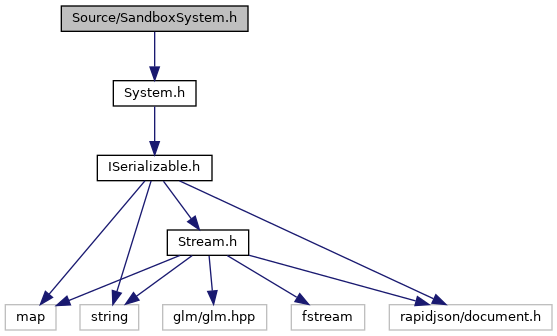 Source/SandboxSystem.h
System.h
ISerializable.h
Stream.h
map
string
glm/glm.hpp
fstream
rapidjson/document.h